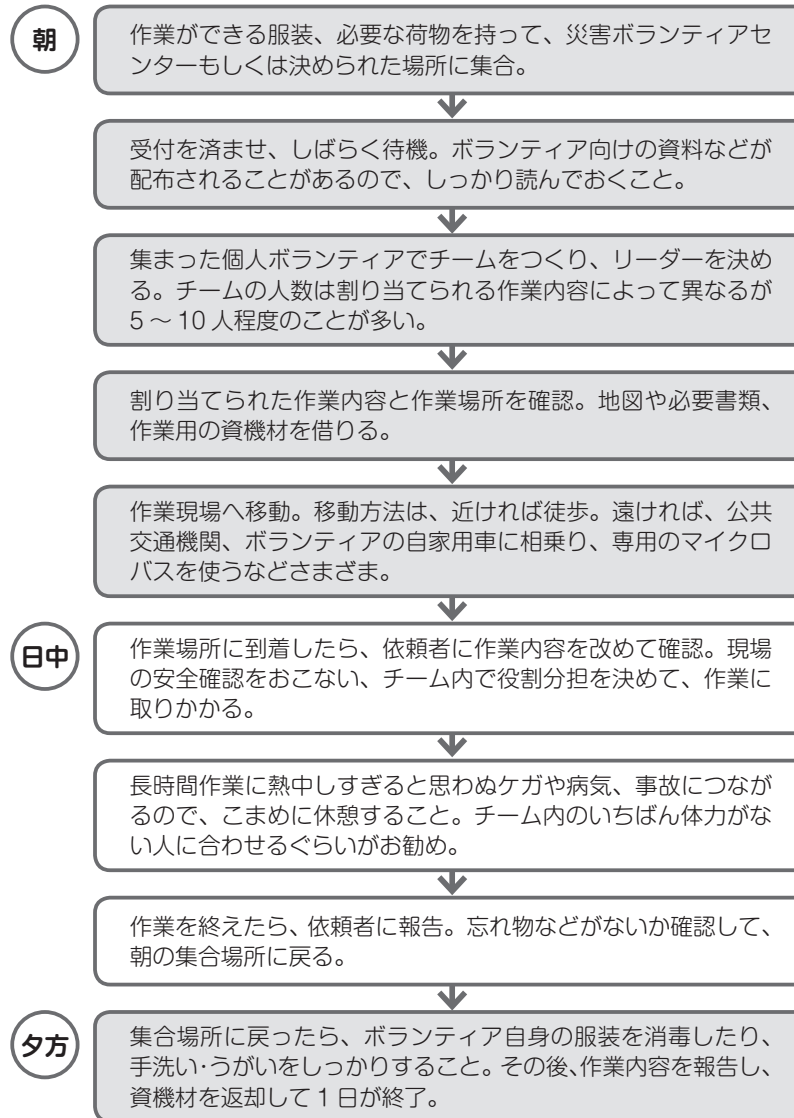 朝
作業ができる服装、必要な荷物を持って、災害ボランティアセ
ンターもしくは決められた場所に集合。
受付を済ませ、しばらく待機。ボランティア向けの資料などが
配布されることがあるので、しっかり読んでおくこと。
集まった個人ボランティアでチームをつくり、リーダーを決め
る。チームの人数は割り当てられる作業内容によって異なるが
5～10人程度のことが多い。
割り当てられた作業内容と作業場所を確認。地図や必要書類、
作業用の資機材を借りる。
作業現場へ移動。移動方法は、近ければ徒歩。遠ければ、公共
交通機関、ボランティアの自家用車に相乗り、専用のマイクロ
バスを使うなどさまざま。
日中
作業場所に到着したら、依頼者に作業内容を改めて確認。現場
の安全確認をおこない、チーム内で役割分担を決めて、作業に
取りかかる。
長時間作業に熱中しすぎると思わぬケガや病気、事故につなが
るので、こまめに休憩すること。チーム内のいちばん体力がな
い人に合わせるぐらいがお勧め。
作業を終えたら、依頼者に報告。忘れ物などがないか確認して、
朝の集合場所に戻る。
夕方
集合場所に戻ったら、ボランティア自身の服装を消毒したり、
手洗い・うがいをしっかりすること。その後、作業内容を報告し、
資機材を返却して1日が終了。